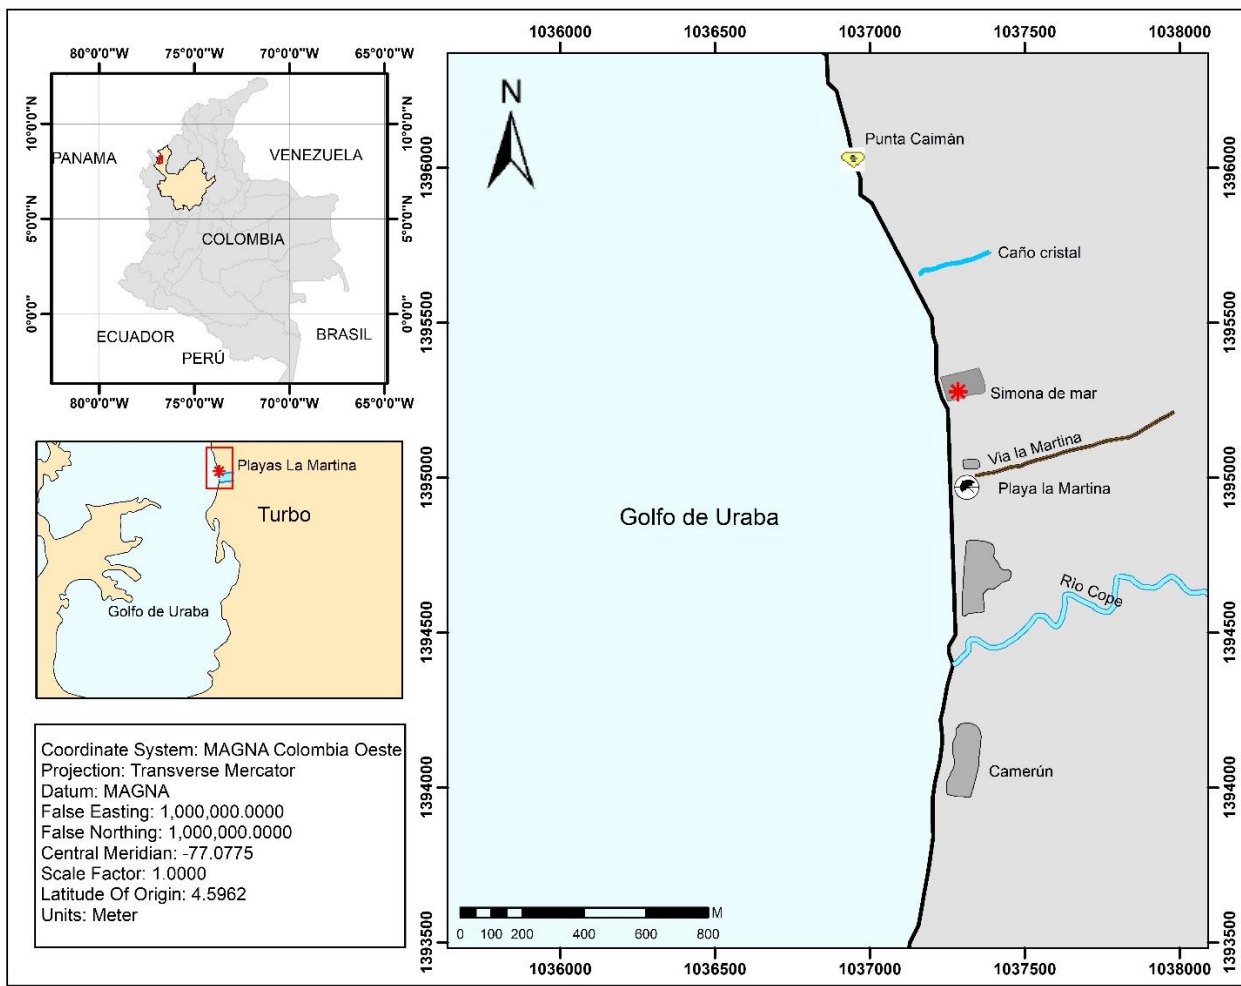 80°0'0"W 75°0'0"W 70°0'0"W 65°0'0"W
10°0'0"N 10°0'0"N
PANAMA VENEZUELA
5°0'0"N 5°0'0"N
COLOMBIA
0°0'0" 0°0'0"
ECUADOR BRASIL
PERÚ
80°0'0"W 75°0'0"W 70°0'0"W 65°0'0"W
Playas La Martina
Turbo
Golfo de Uraba
Coordinate System: MAGNA Colombia Oeste
Projection: Transverse Mercator
Datum: MAGNA
False Easting: 1,000,000.0000
False Northing: 1,000,000.0000
Central Meridian: -77.0775
Scale Factor: 1.0000
Latitude Of Origin: 4.5962
Units: Meter
1036000 1036500 1037000 1037500 1038000
N
Punta Caimàn
1396000 1396000
Caño cristal
1395500 1395500
Simona de mar
Via la Martina
1395000 1395000
Playa la Martina
Golfo de Uraba
Rìo Cope
1394500 1394500
Camerún
1394000 1394000
M
0 100 200 400 600 800
1393500 1393500
1036000 1036500 1037000 1037500 1038000